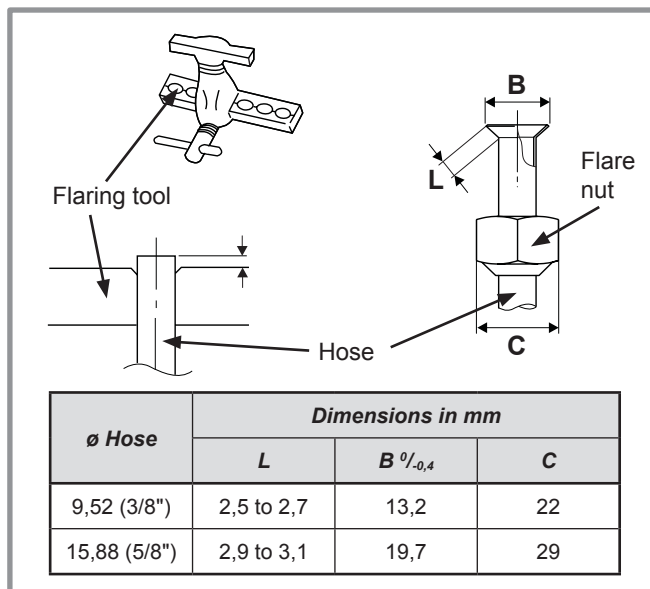 B
L
Flare
nut
Flaring tool
Hose
C
ø Hose
Dimensions in mm
L
B ⁰/₋₀,₄
C
9,52 (3/8")
2,5 to 2,7
13,2
22
15,88 (5/8")
2,9 to 3,1
19,7
29